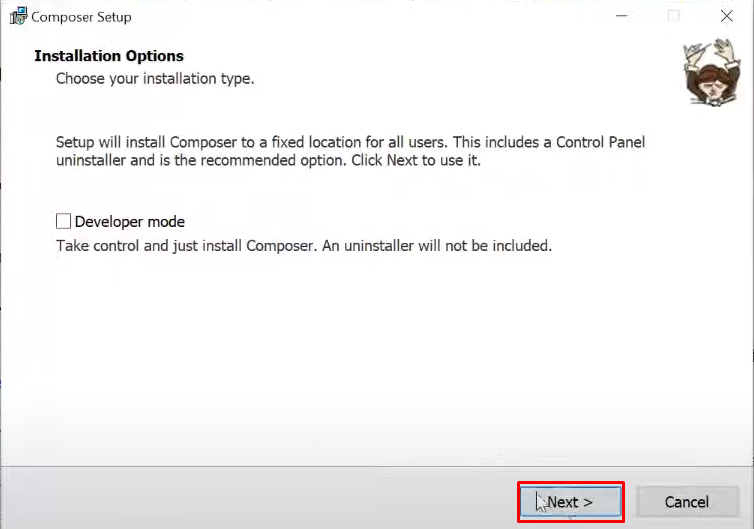 Composer Setup
Installation Options
Choose your installation type.
Setup will install Composer to a fixed location for all users. This includes a Control Panel
uninstaller and is the recommended option. Click Next to use it.
Developer mode
Take control and just install Composer. An uninstaller will not be included.
Next >
Cancel